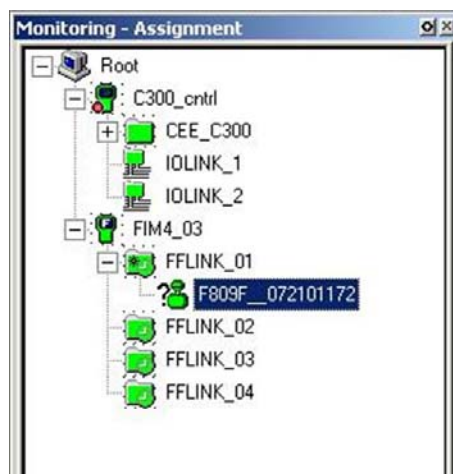 Monitoring - Assignment
Root
C300_cntrl
CEE_C300
IOLINK_1
IOLINK_2
FIM4_03
FFLINK_01
F809F__072101172
FFLINK_02
FFLINK_03
FFLINK_04